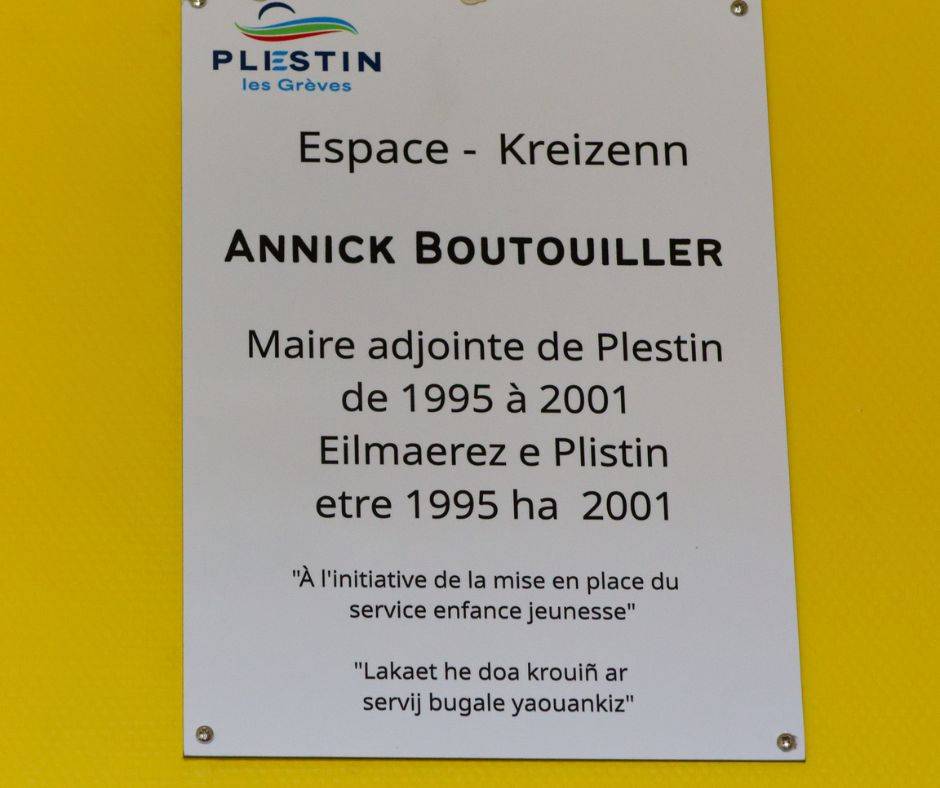 PLESTIN
les Grèves
Espace - Kreizenn
ANNICK BOUTOUILLER
Maire adjointe de Plestin
de 1995 à 2001
Eilmaerez e Plistin
etre 1995 ha 2001
"À l'initiative de la mise en place du
service enfance jeunesse"
"Lakaet he doa krouiñ ar
servij bugale yaouankiz"